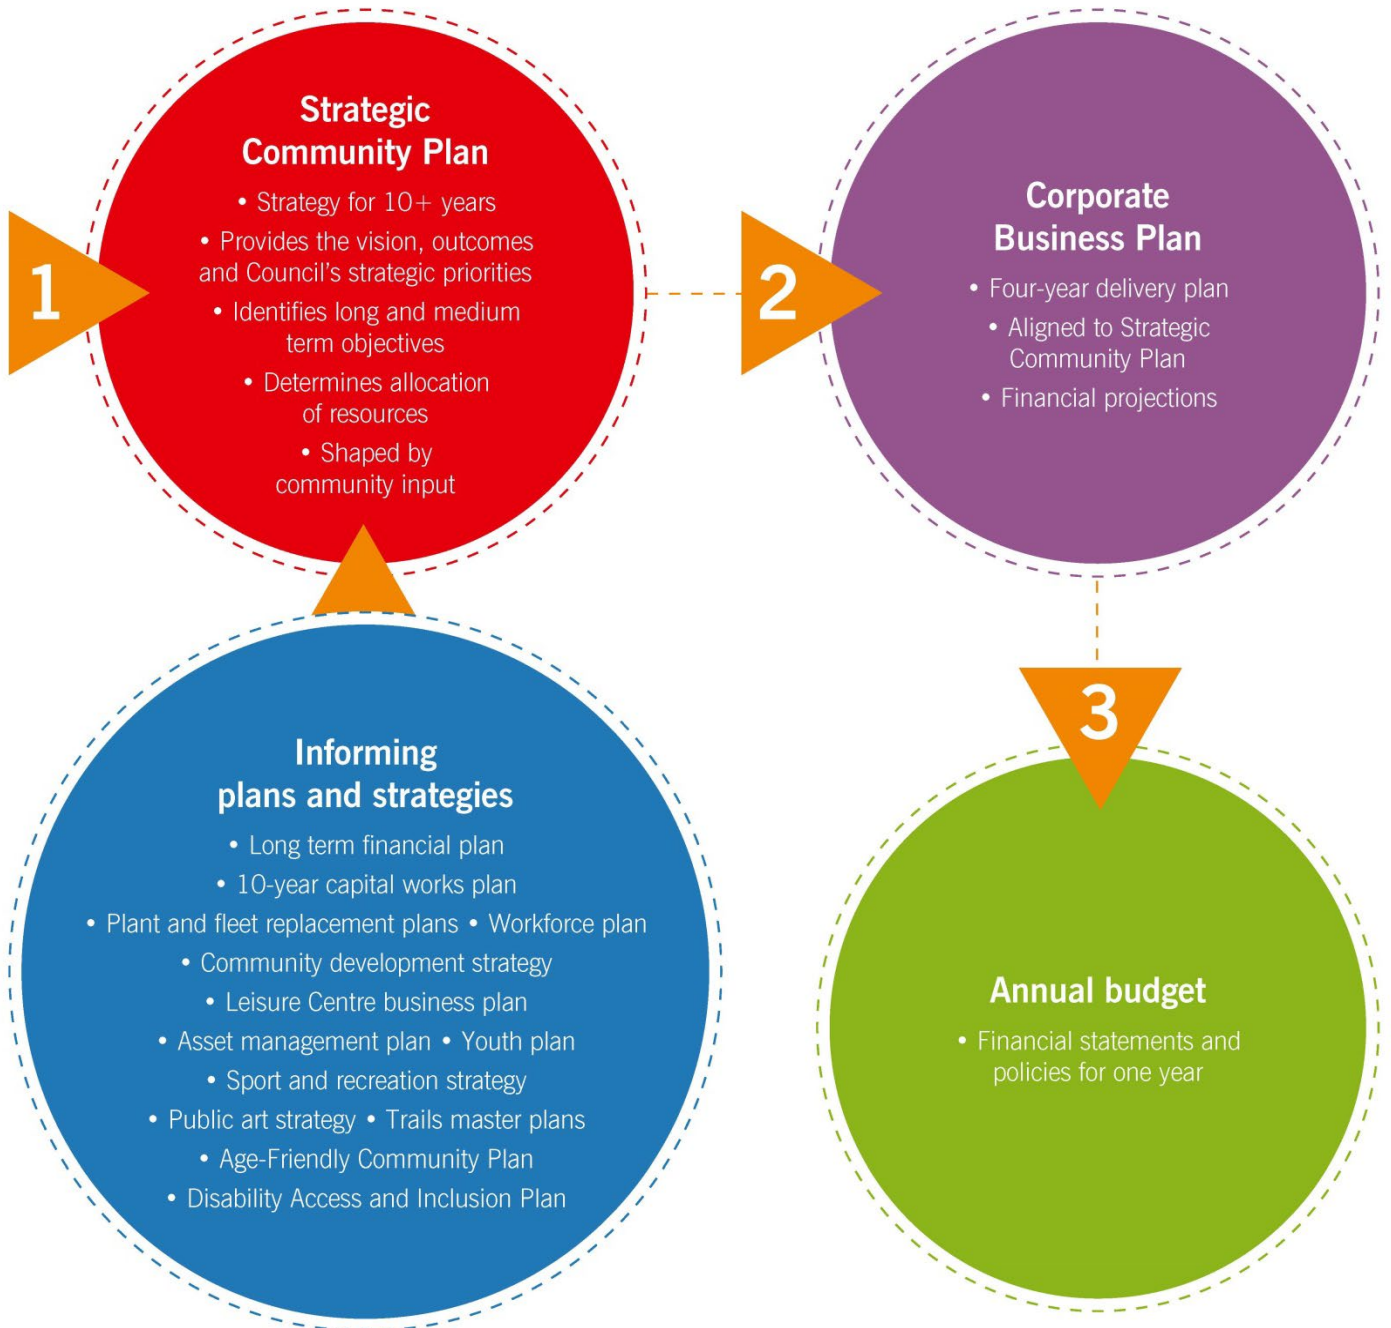 1
Strategic
Community Plan
• Strategy for 10+ years
• Provides the vision, outcomes
and Council's strategic priorities
• Identifies long and medium
term objectives
• Determines allocation
of resources
• Shaped by
community input
2
Corporate
Business Plan
• Four-year delivery plan
• Aligned to Strategic
Community Plan
• Financial projections
Informing
plans and strategies
• Long term financial plan
• 10-year capital works plan
• Plant and fleet replacement plans • Workforce plan
• Community development strategy
• Leisure Centre business plan
• Asset management plan • Youth plan
• Sport and recreation strategy
• Public art strategy • Trails master plans
• Age-Friendly Community Plan
• Disability Access and Inclusion Plan
3
Annual budget
• Financial statements and
policies for one year